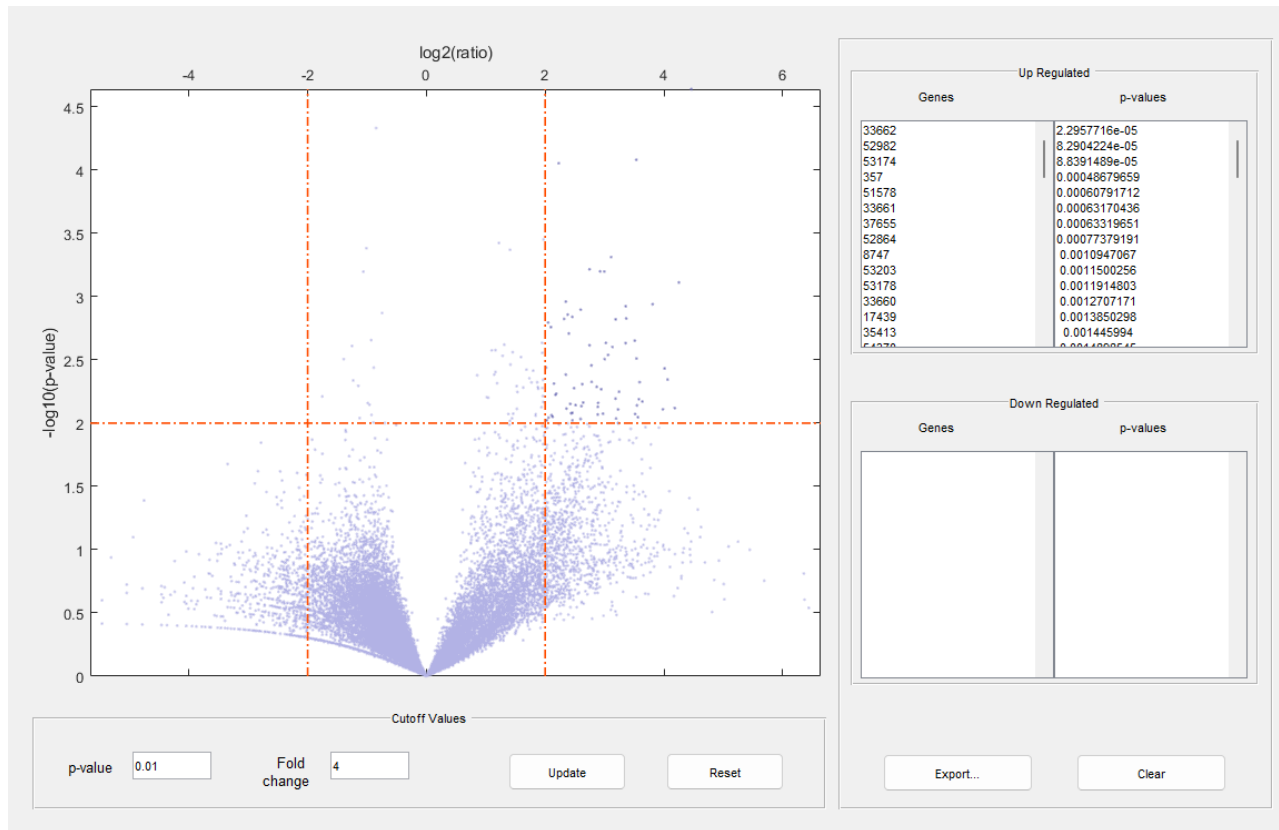 log2(ratio)
-4 -2 0 2 4 6
-log10(p-value)
4.5
4
3.5
3
2.5
2
1.5
1
0.5
0
Cutoff Values
p-value 0.01 Fold change 4 Update Reset
Up Regulated
Genes p-values
33662 2.2957716e-05
52982 8.2904224e-05
53174 8.8391489e-05
357 0.00048679659
51578 0.00060791712
33661 0.00063170436
37655 0.00063319651
52864 0.00077379191
8747 0.0010947067
53203 0.0011500256
53178 0.0011914803
33660 0.0012707171
17439 0.0013850298
35413 0.001445994
Down Regulated
Genes p-values
Export... Clear